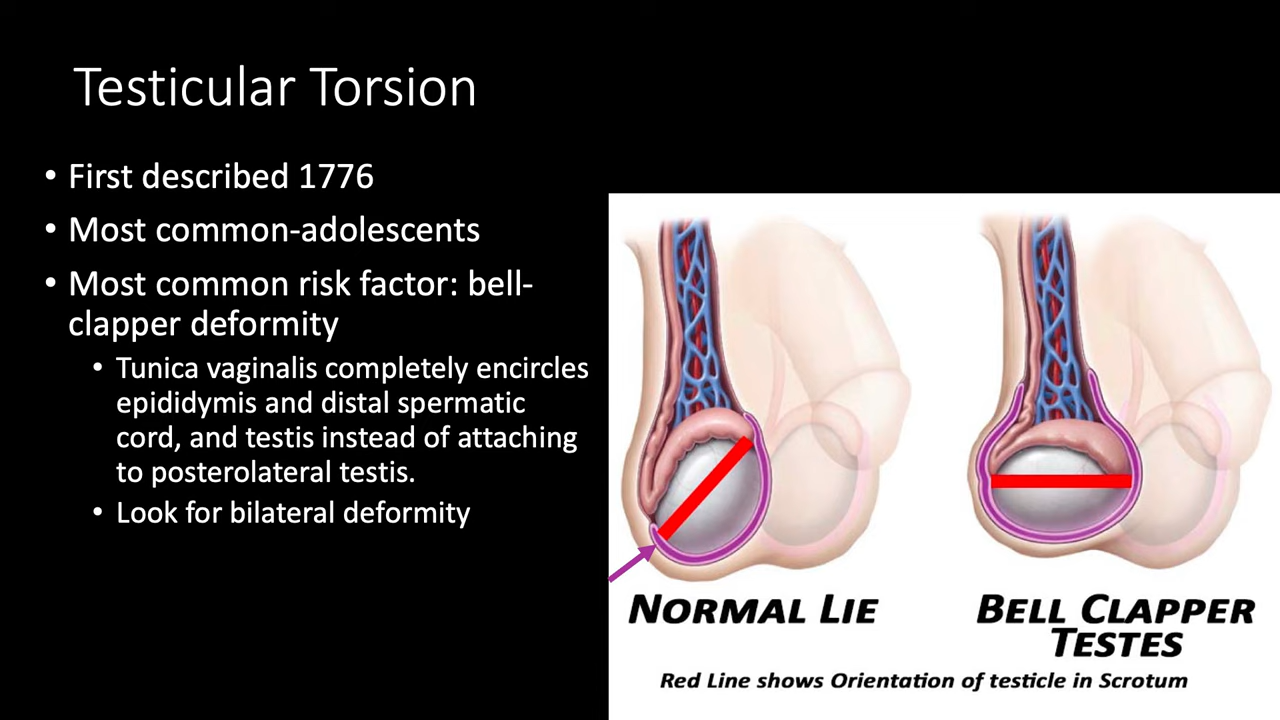 Testicular Torsion
• First described 1776
• Most common-adolescents
• Most common risk factor: bell-
clapper deformity
• Tunica vaginalis completely encircles
epididymis and distal spermatic
cord, and testis instead of attaching
to posterolateral testis.
• Look for bilateral deformity
NORMAL LIE
BELL CLAPPER
TESTES
Red Line shows Orientation of testicle in Scrotum